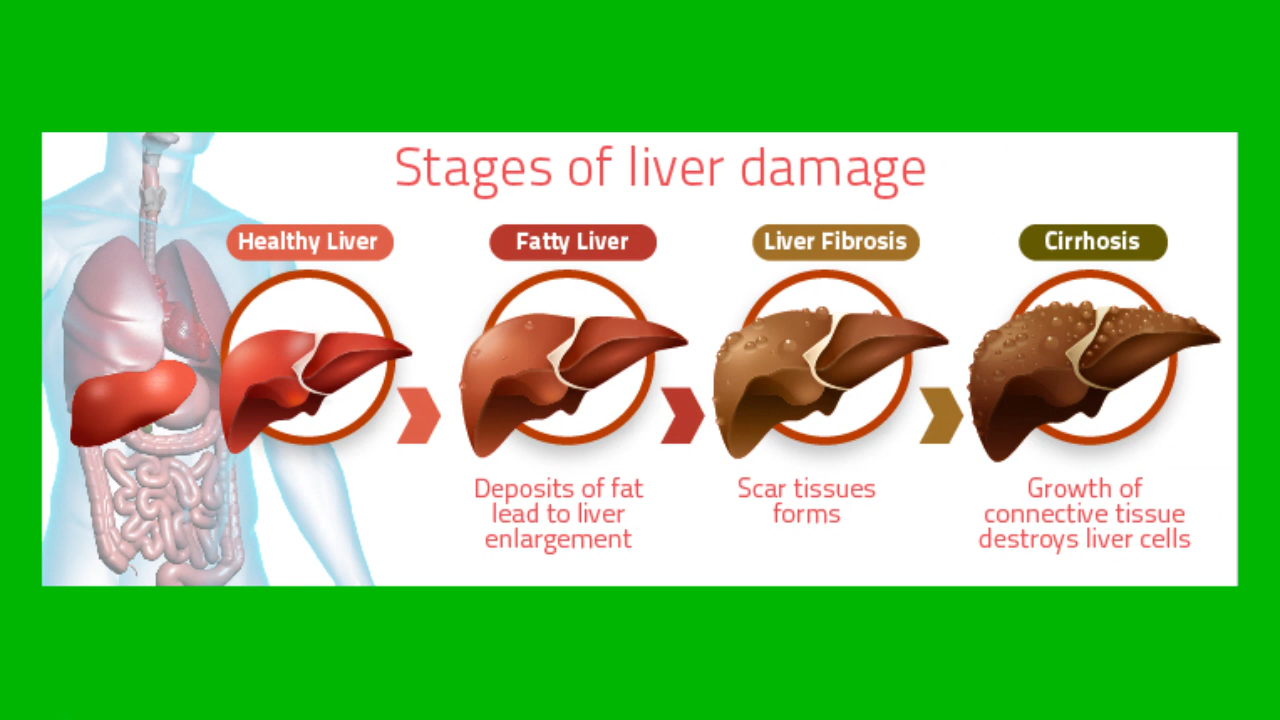 Stages of liver damage
Healthy Liver
Fatty Liver
Liver Fibrosis
Cirrhosis
Deposits of fat
lead to liver
enlargement
Scar tissues
forms
Growth of
connective tissue
destroys liver cells